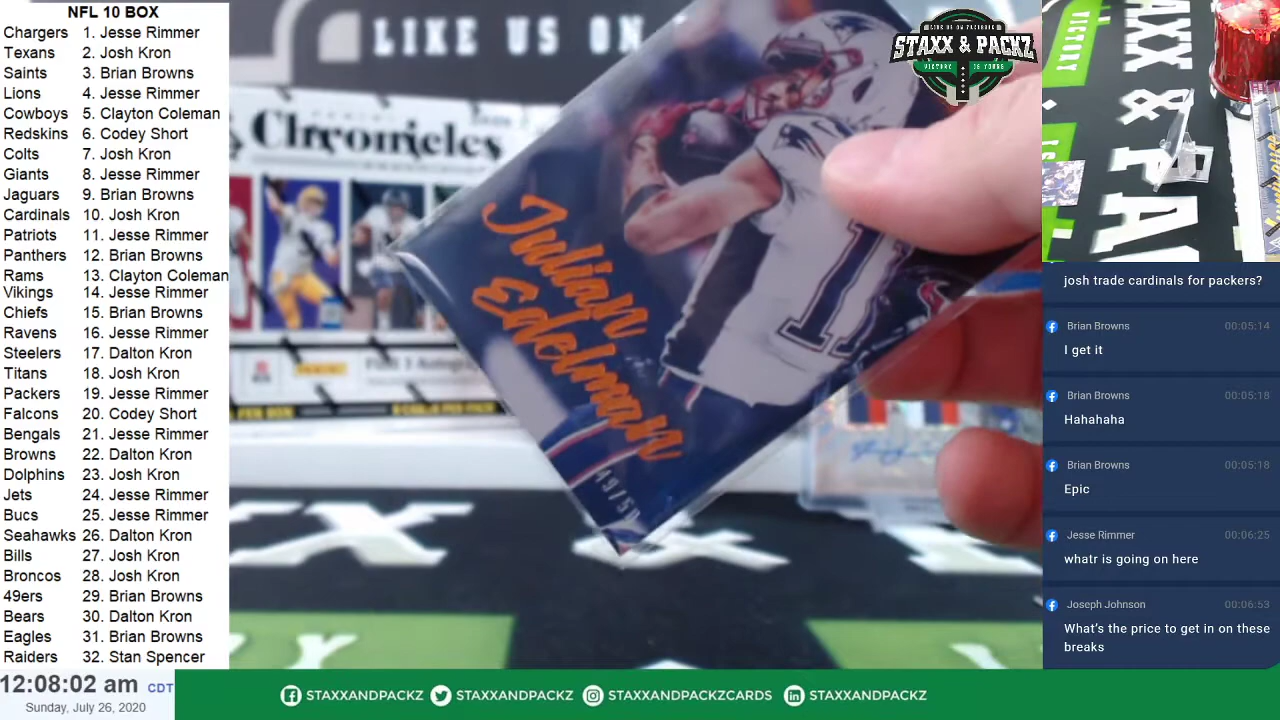 NFL 10 BOX
Chargers 1. Jesse Rimmer
Texans 2. Josh Kron
Saints 3. Brian Browns
Lions 4. Jesse Rimmer
Cowboys 5. Clayton Coleman
Redskins 6. Codey Short
Colts 7. Josh Kron
Giants 8. Jesse Rimmer
Jaguars 9. Brian Browns
Cardinals 10. Josh Kron
Patriots 11. Jesse Rimmer
Panthers 12. Brian Browns
Rams 13. Clayton Coleman
Vikings 14. Jesse Rimmer
Chiefs 15. Brian Browns
Ravens 16. Jesse Rimmer
Steelers 17. Dalton Kron
Titans 18. Josh Kron
Packers 19. Jesse Rimmer
Falcons 20. Codey Short
Bengals 21. Jesse Rimmer
Browns 22. Dalton Kron
Dolphins 23. Josh Kron
Jets 24. Jesse Rimmer
Bucs 25. Jesse Rimmer
Seahawks 26. Dalton Kron
Bills 27. Josh Kron
Broncos 28. Josh Kron
49ers 29. Brian Browns
Bears 30. Dalton Kron
Eagles 31. Brian Browns
Raiders 32. Stan Spencer
12:08:02 am CDT
Sunday, July 26, 2020
LIKE US ON
Chronicles
Julian
Edelman
LIKE US ON FACEBOOK
STAXX & PACKZ
VICTORY IS YOURS
VICTORY
AXX & PA
josh trade cardinals for packers?
Brian Browns 00:05:14
I get it
Brian Browns 00:05:18
Hahahaha
Brian Browns 00:05:18
Epic
Jesse Rimmer 00:06:25
whatr is going on here
Joseph Johnson 00:06:53
What's the price to get in on these
breaks
STAXXANDPACKZ STAXXANDPACKZ STAXXANDPACKZCARDS STAXXANDPACKZ